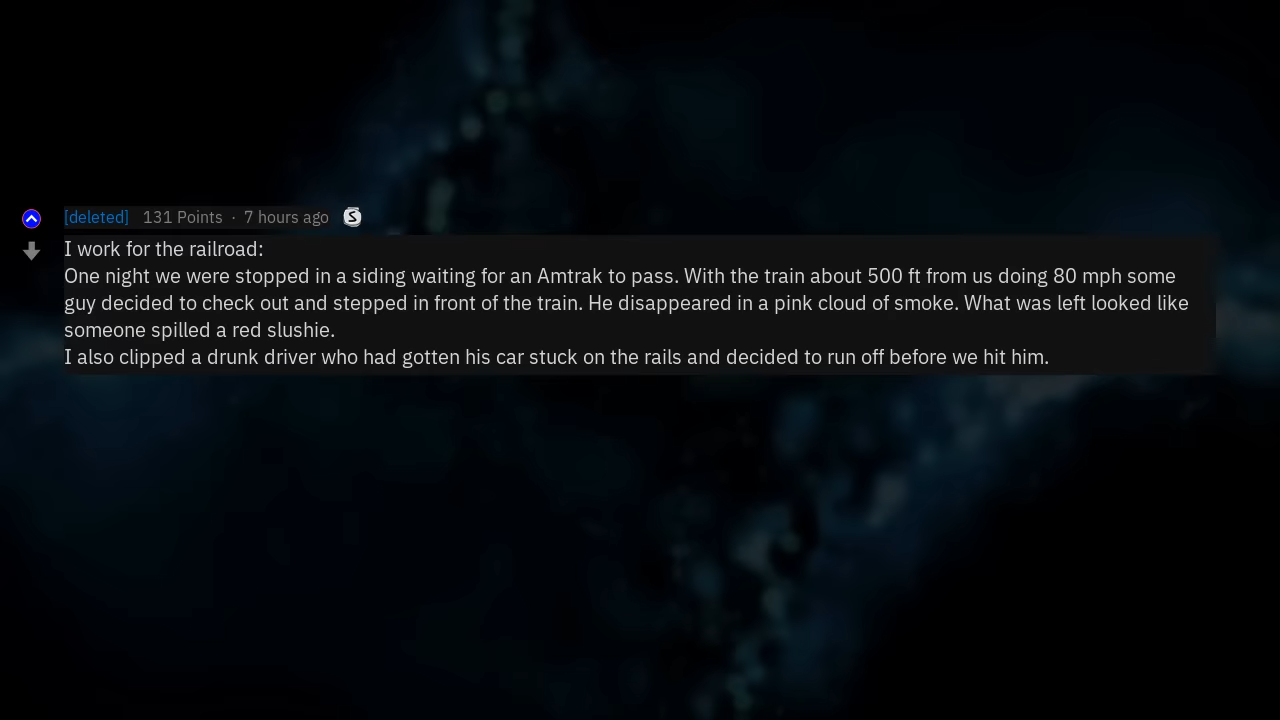 [deleted] 131 Points · 7 hours ago
I work for the railroad:
One night we were stopped in a siding waiting for an Amtrak to pass. With the train about 500 ft from us doing 80 mph some
guy decided to check out and stepped in front of the train. He disappeared in a pink cloud of smoke. What was left looked like
someone spilled a red slushie.
I also clipped a drunk driver who had gotten his car stuck on the rails and decided to run off before we hit him.